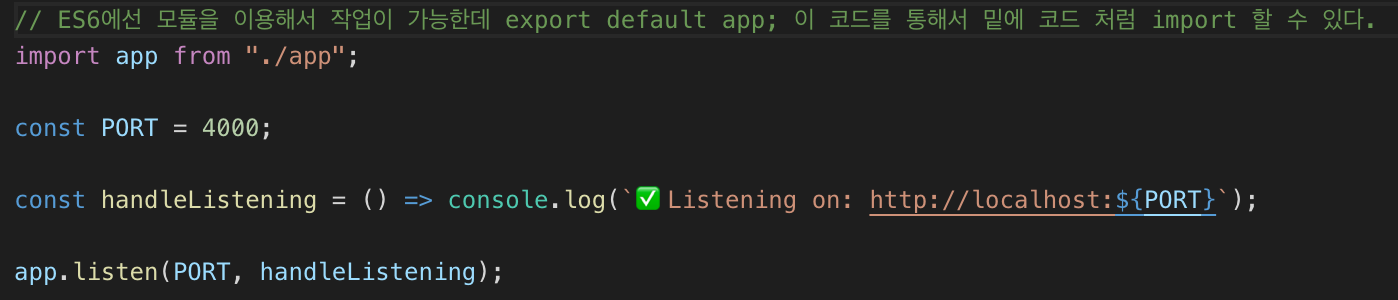 // ES6에선 모듈을 이용해서 작업이 가능한데 export default app; 이 코드를 통해서 밑에 코드 처럼 import 할 수 있다.
import app from "./app";
const PORT = 4000;
const handleListening = () => console.log(`✅Listening on: http://localhost:${PORT}`);
app.listen(PORT, handleListening);